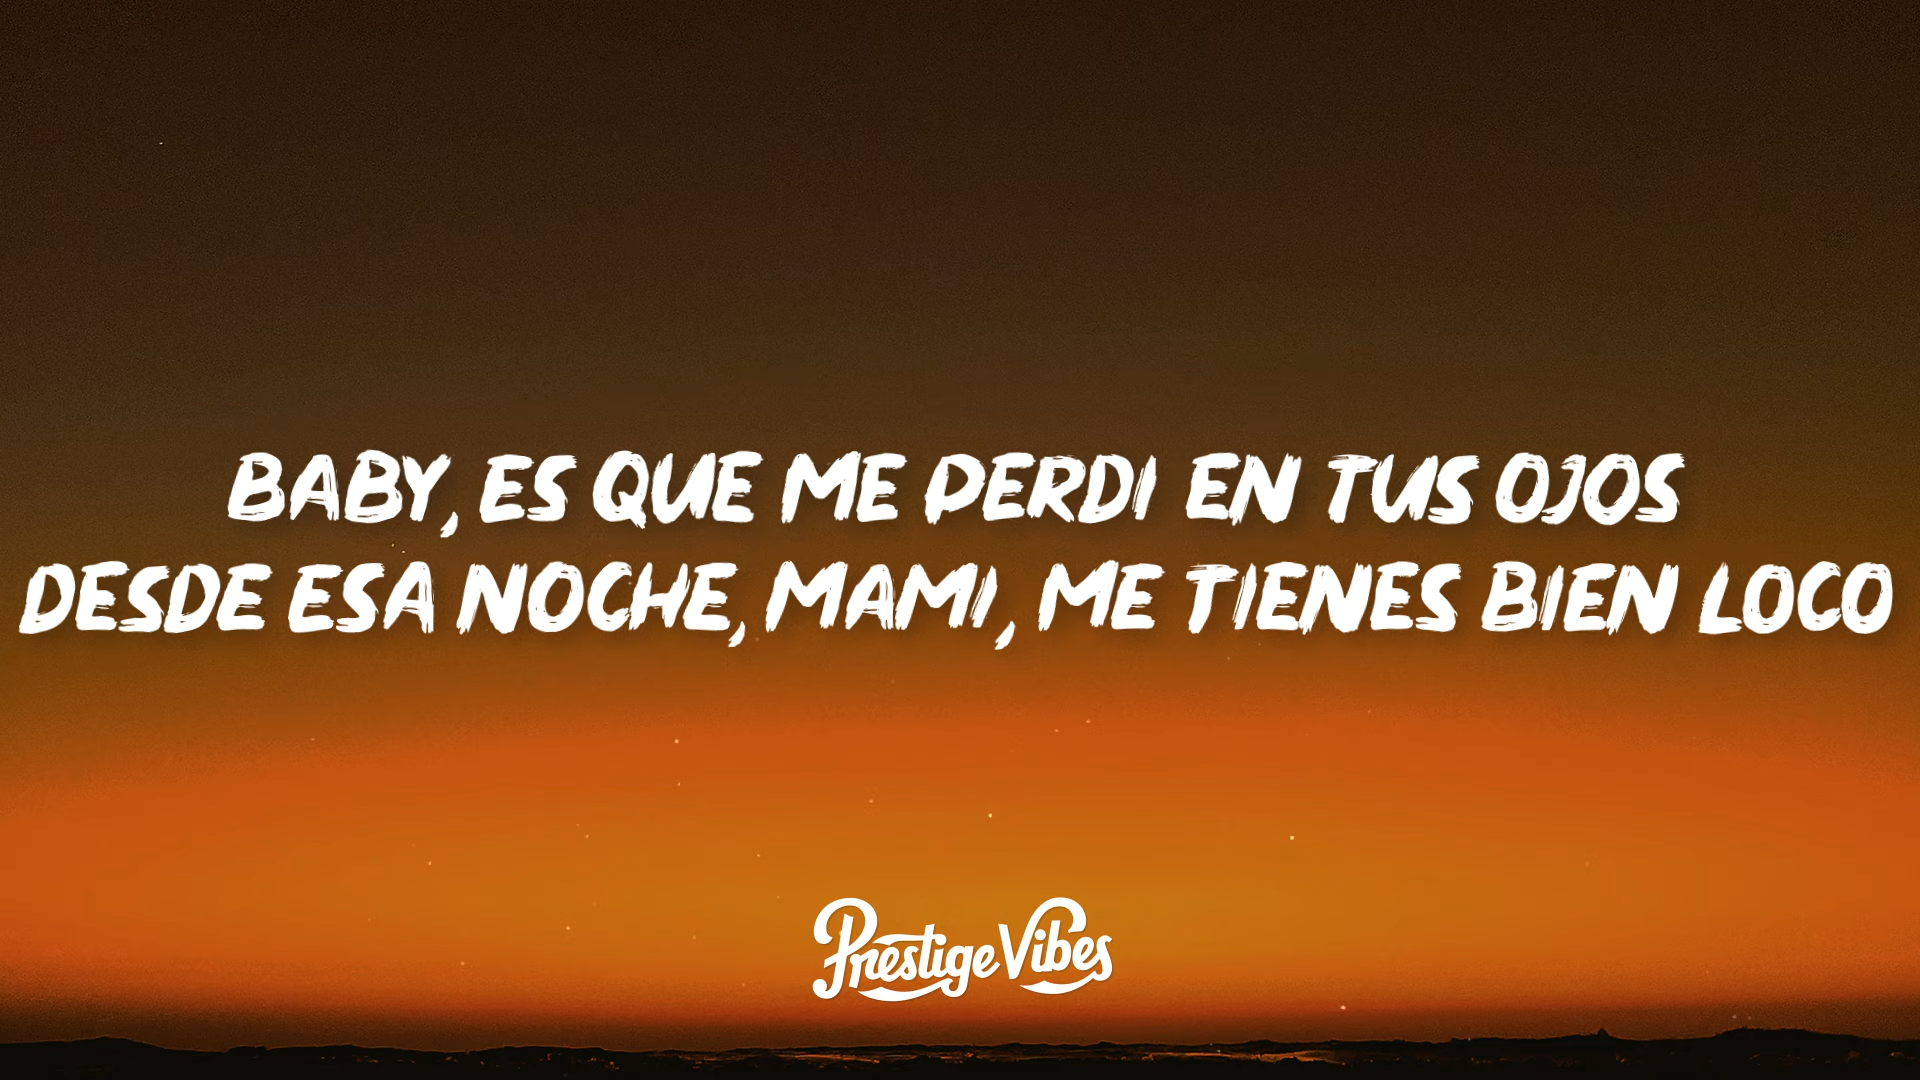 BABY, ES QUE ME PERDI EN TUS OJOS
DESDE ESA NOCHE, MAMI, ME TIENES BIEN LOCO
Prestige Vibes